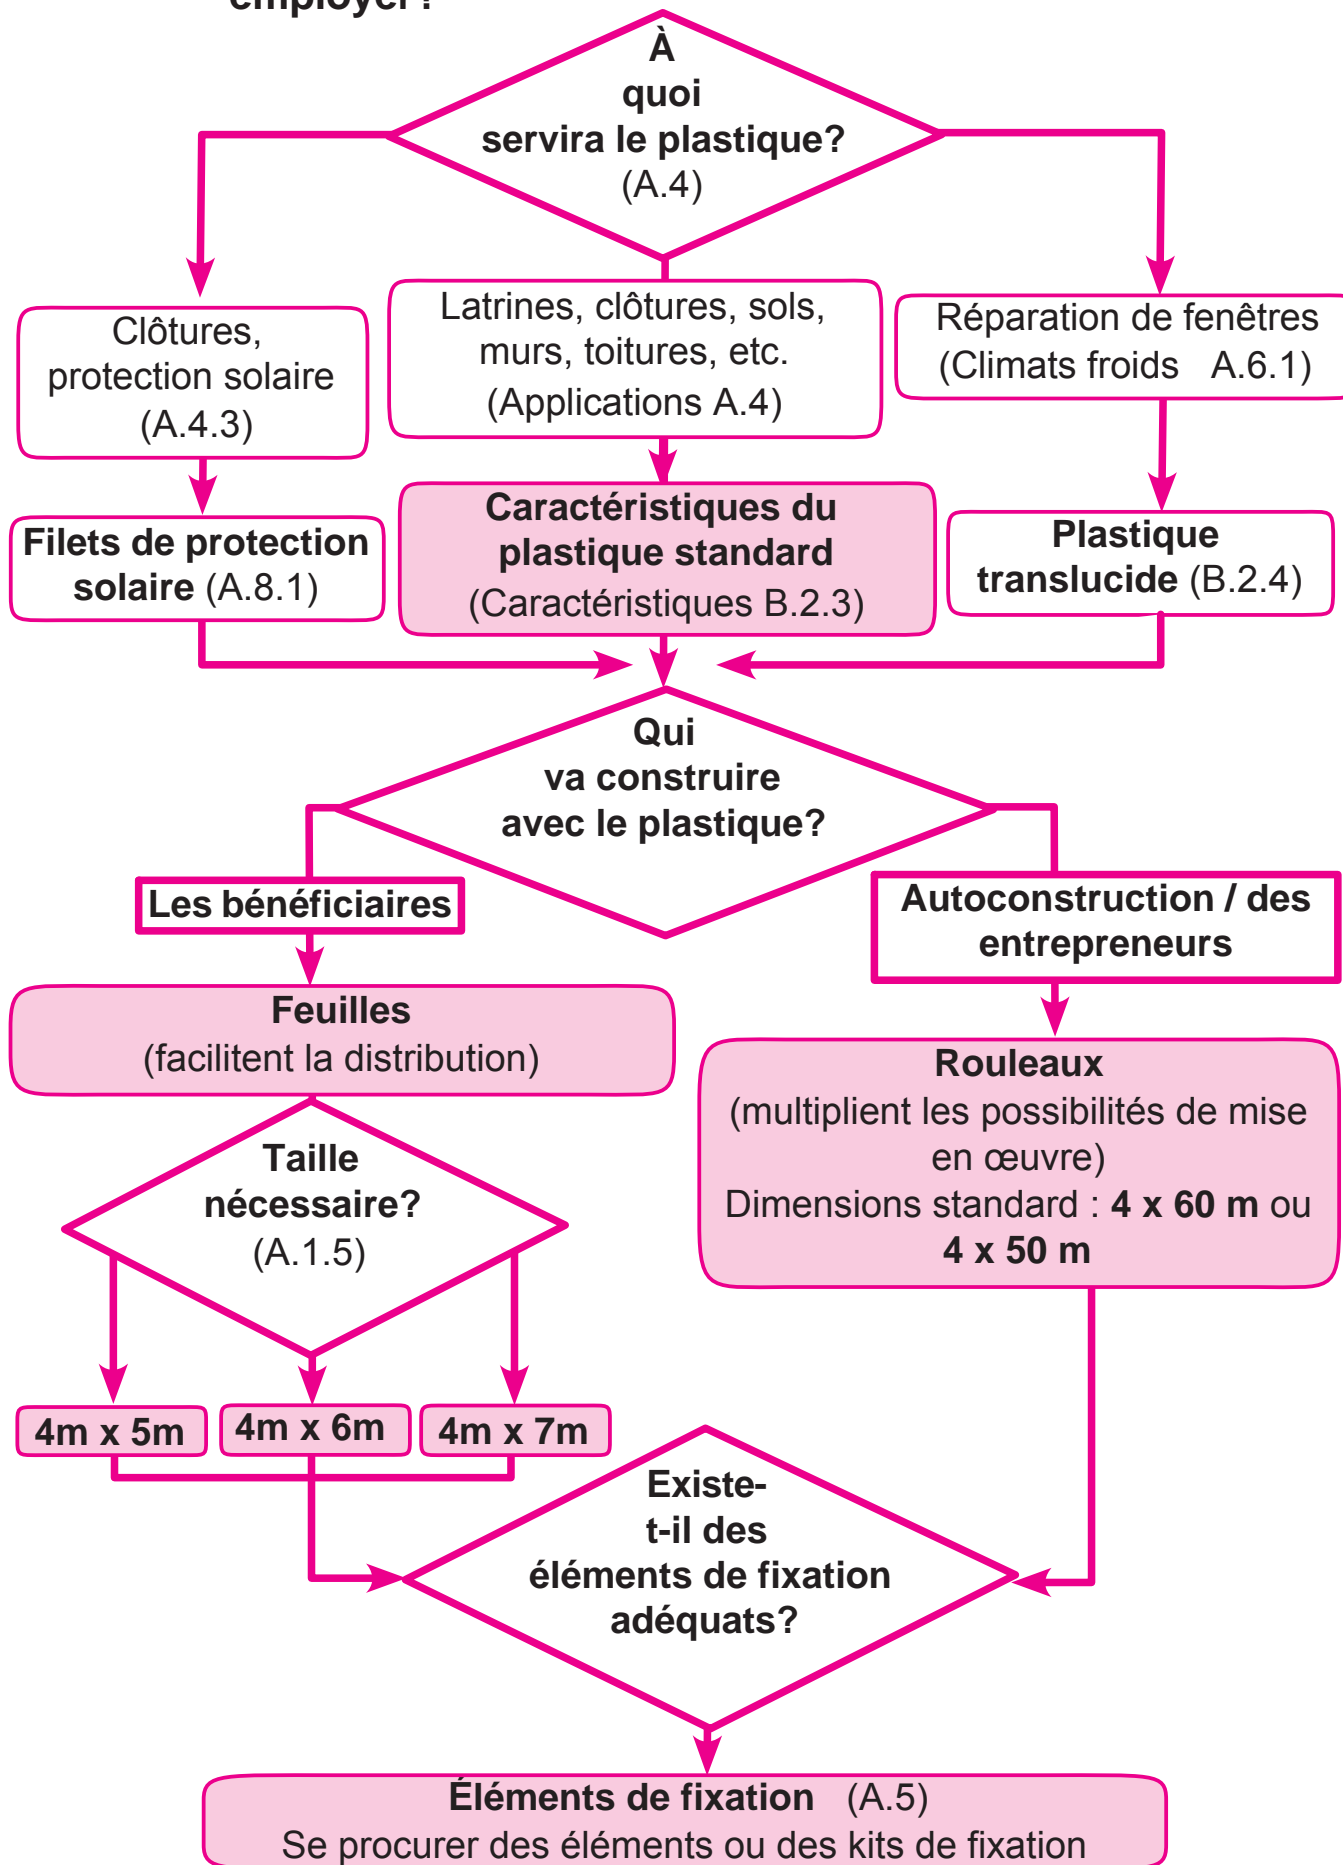 employer?
À
quoi
servira le plastique?
(A.4)
Clôtures,
protection solaire
(A.4.3)
Latrines, clôtures, sols,
murs, toitures, etc.
(Applications A.4)
Réparation de fenêtres
(Climats froids A.6.1)
Filets de protection
solaire (A.8.1)
Caractéristiques du
plastique standard
(Caractéristiques B.2.3)
Plastique
translucide (B.2.4)
Qui
va construire
avec le plastique?
Les bénéficiaires
Autoconstruction / des
entrepreneurs
Feuilles
(facilitent la distribution)
Rouleaux
(multiplient les possibilités de mise
en œuvre)
Dimensions standard : 4 x 60 m ou
4 x 50 m
Taille
nécessaire?
(A.1.5)
4m x 5m
4m x 6m
4m x 7m
Existe-
t-il des
éléments de fixation
adéquats?
Éléments de fixation (A.5)
Se procurer des éléments ou des kits de fixation